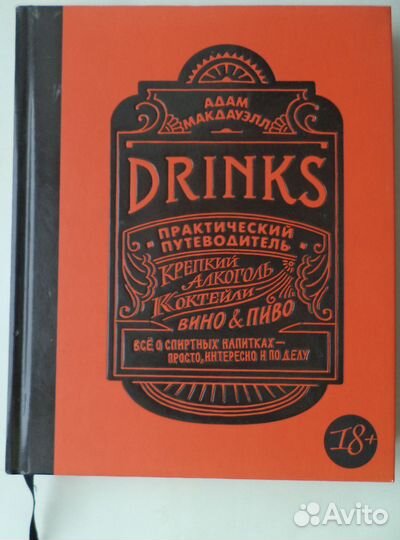 АДАМ
МАКДАУЭЛЛ
DRINKS
ПРАКТИЧЕСКИЙ
ПУТЕВОДИТЕЛЬ
КРЕПКИЙ
АЛКОГОЛЬ
КОКТЕЙЛИ
ВИНО & ПИВО
ВСЁ О СПИРТНЫХ НАПИТКАХ —
ПРОСТО, ИНТЕРЕСНО И ПО ДЕЛУ
18+
Avito